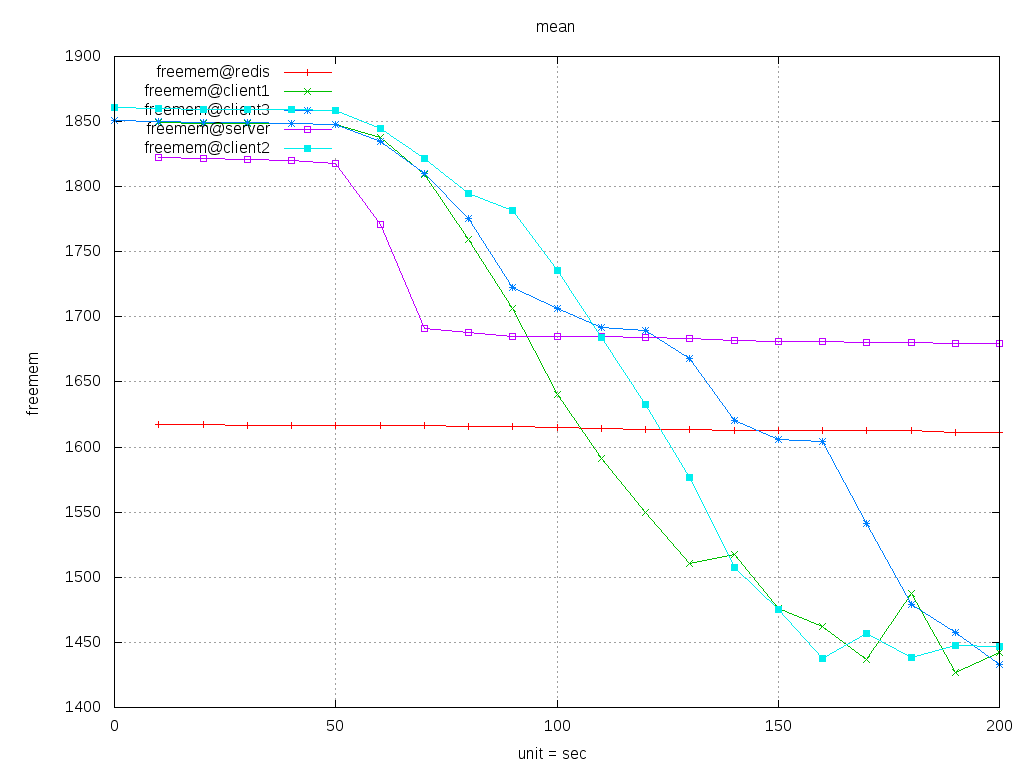 mean
1900
1850
1800
1750
1700
1650
1600
1550
1500
1450
1400
freemem
freemem@redis
freemem@client1
freemem@client3
freemem@server
freemem@client2
0
50
100
150
200
unit = sec